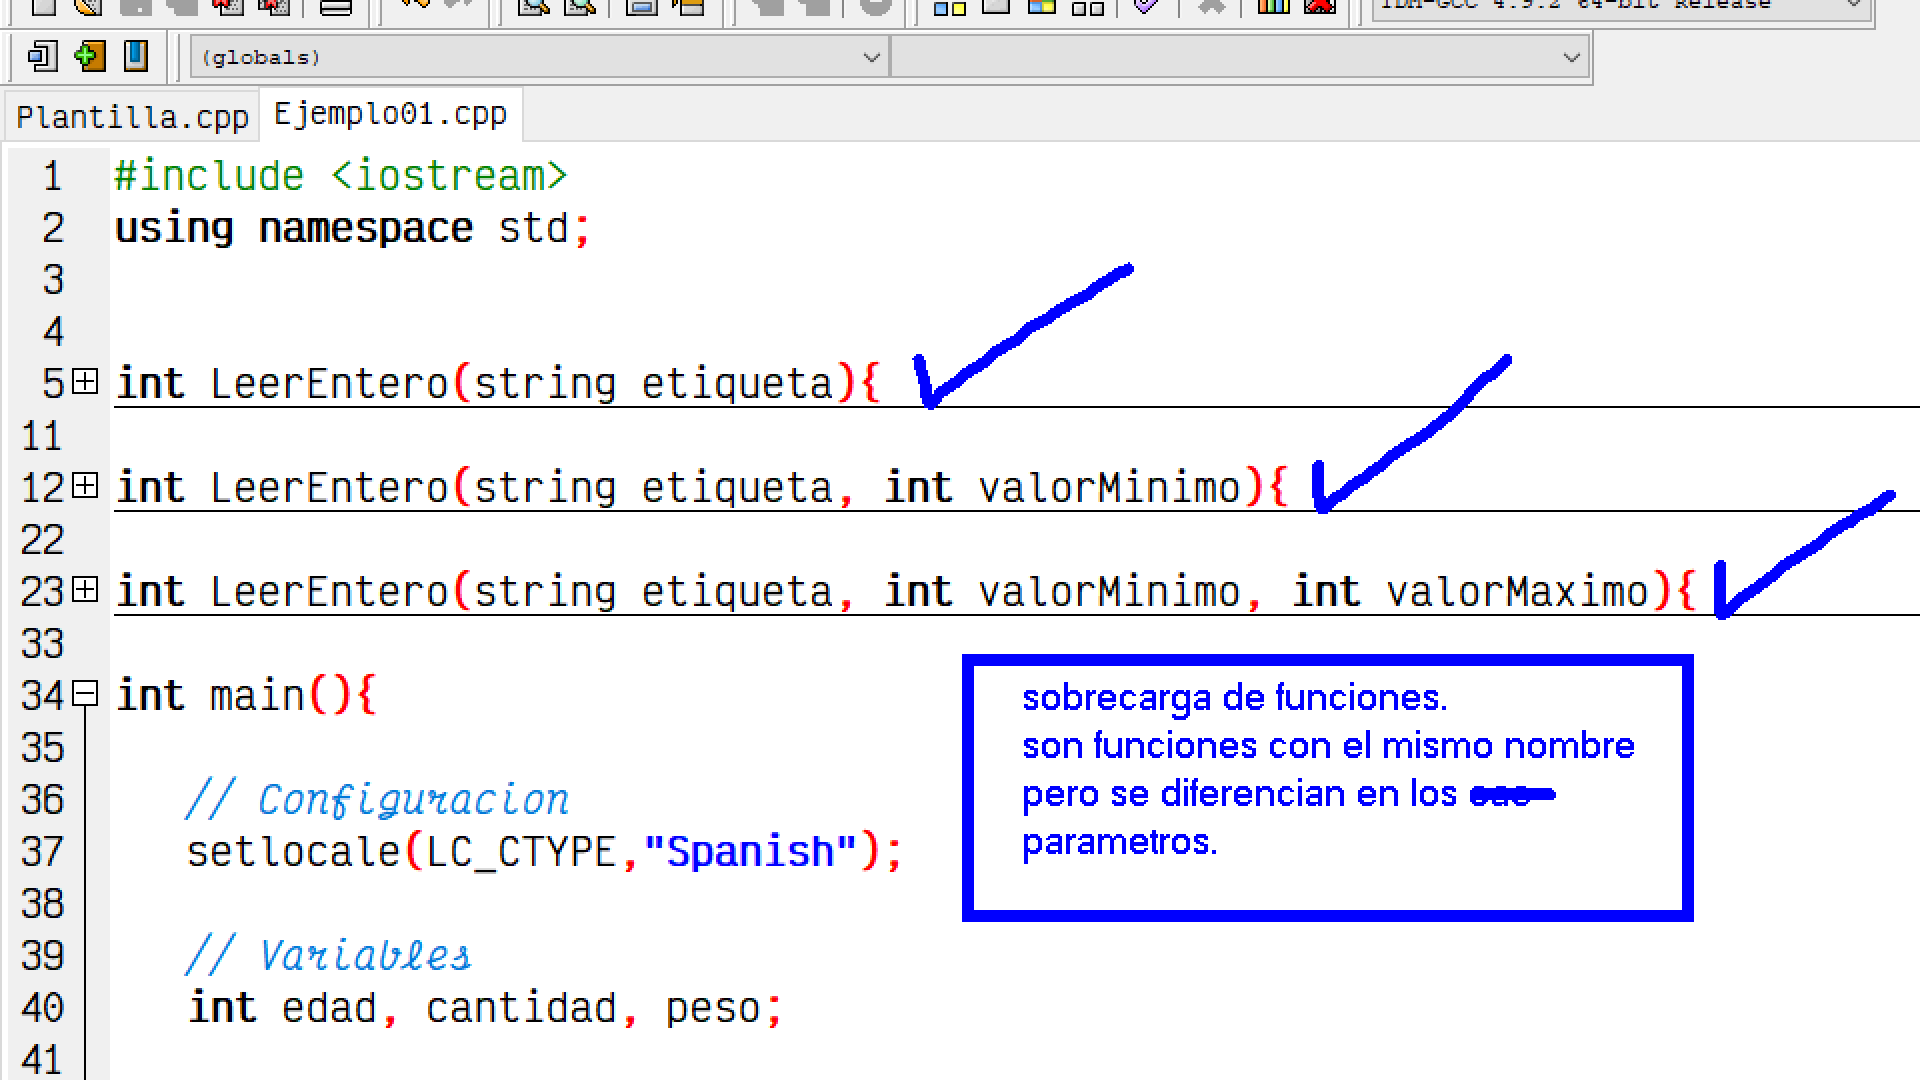 TDM-GCC 4.9.2 64-bit Release
(globals)
Plantilla.cpp Ejemplo01.cpp
1 #include <iostream>
2 using namespace std;
3
4
5 int LeerEntero(string etiqueta){
11
12 int LeerEntero(string etiqueta, int valorMinimo){
22
23 int LeerEntero(string etiqueta, int valorMinimo, int valorMaximo){
33
34 int main(){
35
36 // Configuracion
37 setlocale(LC_CTYPE,"Spanish");
38
39 // Variables
40 int edad, cantidad, peso;
41
sobrecarga de funciones.
son funciones con el mismo nombre
pero se diferencian en los
parametros.